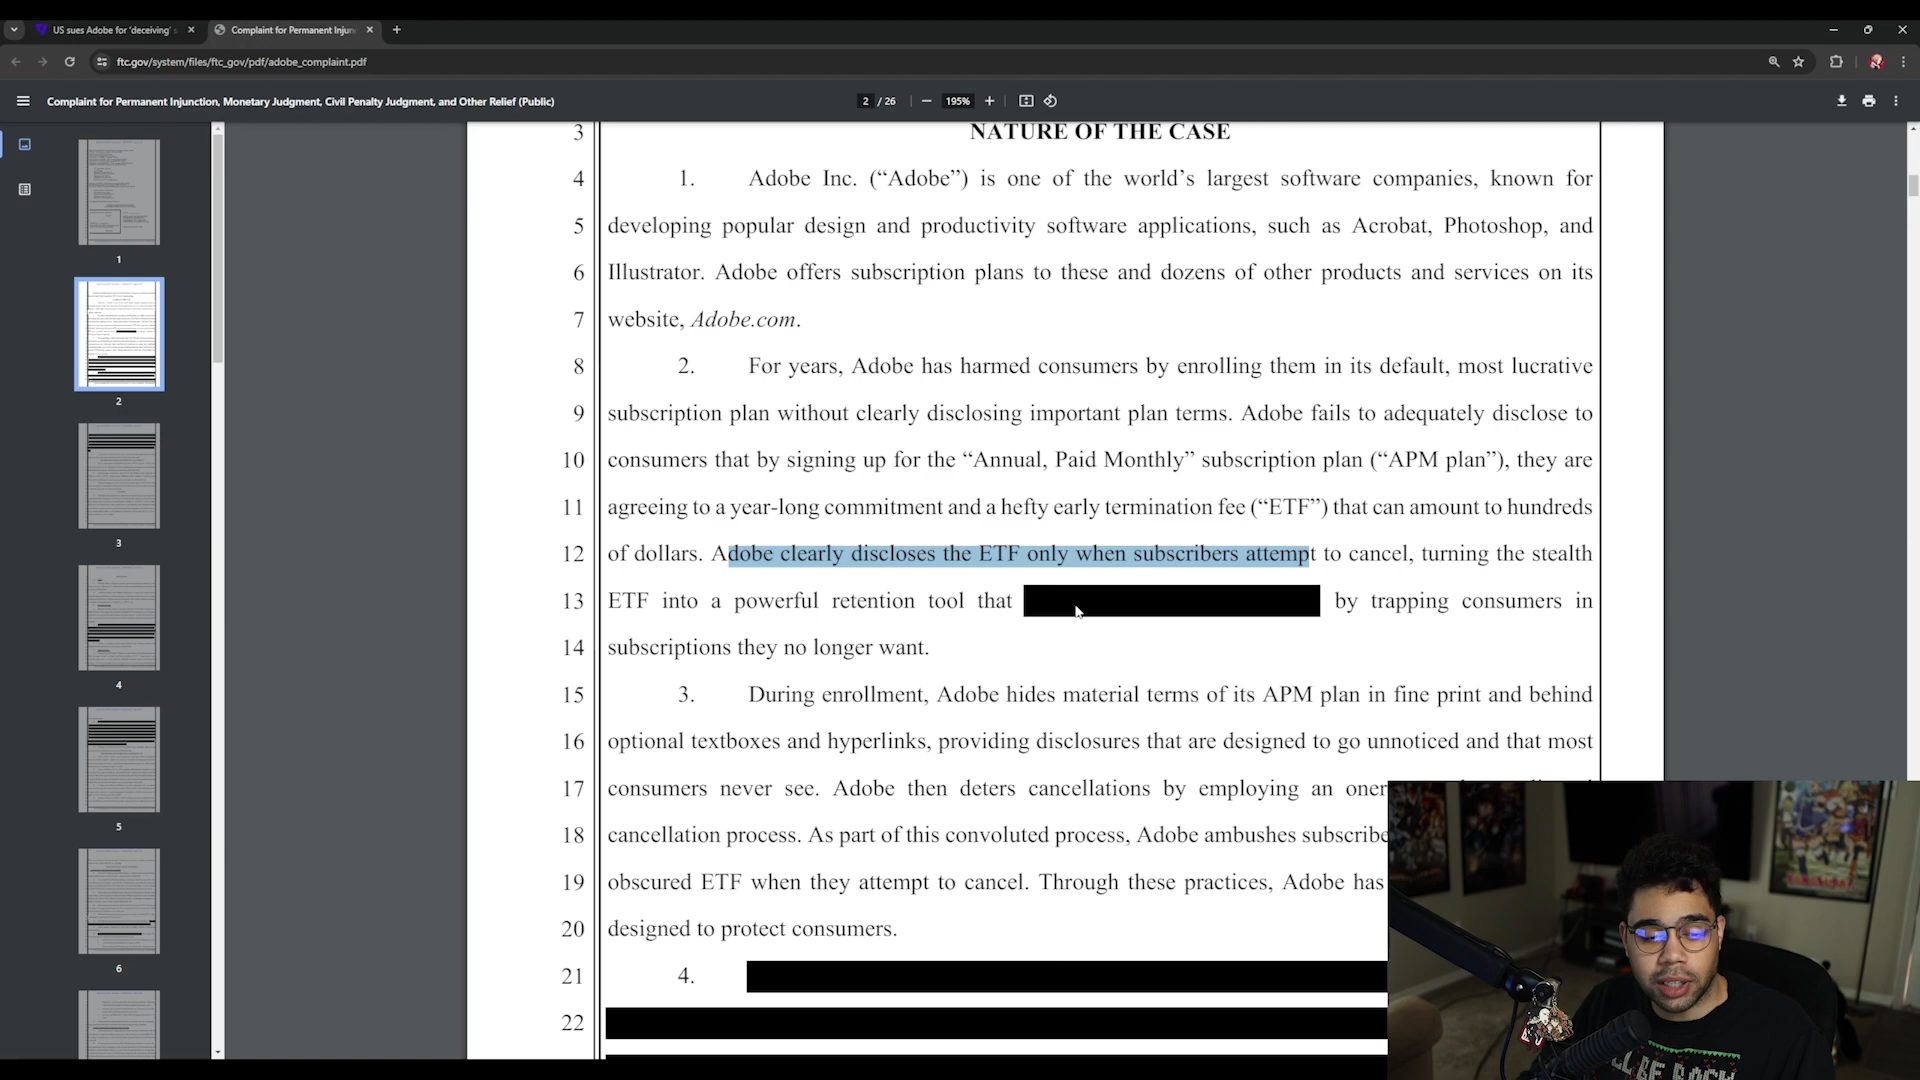 US sues Adobe for 'deceiving' s
Complaint for Permanent Injun
ftc.gov/system/files/ftc_gov/pdf/adobe_complaint.pdf
Complaint for Permanent Injunction, Monetary Judgment, Civil Penalty Judgment, and Other Relief (Public)
2 / 26
195%
1
2
3
4
5
6
3 NATURE OF THE CASE
4 1. Adobe Inc. (“Adobe”) is one of the world’s largest software companies, known for
5 developing popular design and productivity software applications, such as Acrobat, Photoshop, and
6 Illustrator. Adobe offers subscription plans to these and dozens of other products and services on its
7 website, Adobe.com.
8 2. For years, Adobe has harmed consumers by enrolling them in its default, most lucrative
9 subscription plan without clearly disclosing important plan terms. Adobe fails to adequately disclose to
10 consumers that by signing up for the “Annual, Paid Monthly” subscription plan (“APM plan”), they are
11 agreeing to a year-long commitment and a hefty early termination fee (“ETF”) that can amount to hundreds
12 of dollars. Adobe clearly discloses the ETF only when subscribers attempt to cancel, turning the stealth
13 ETF into a powerful retention tool that by trapping consumers in
14 subscriptions they no longer want.
15 3. During enrollment, Adobe hides material terms of its APM plan in fine print and behind
16 optional textboxes and hyperlinks, providing disclosures that are designed to go unnoticed and that most
17 consumers never see. Adobe then deters cancellations by employing an oner
18 cancellation process. As part of this convoluted process, Adobe ambushes subscribe
19 obscured ETF when they attempt to cancel. Through these practices, Adobe has
20 designed to protect consumers.
21 4.
22